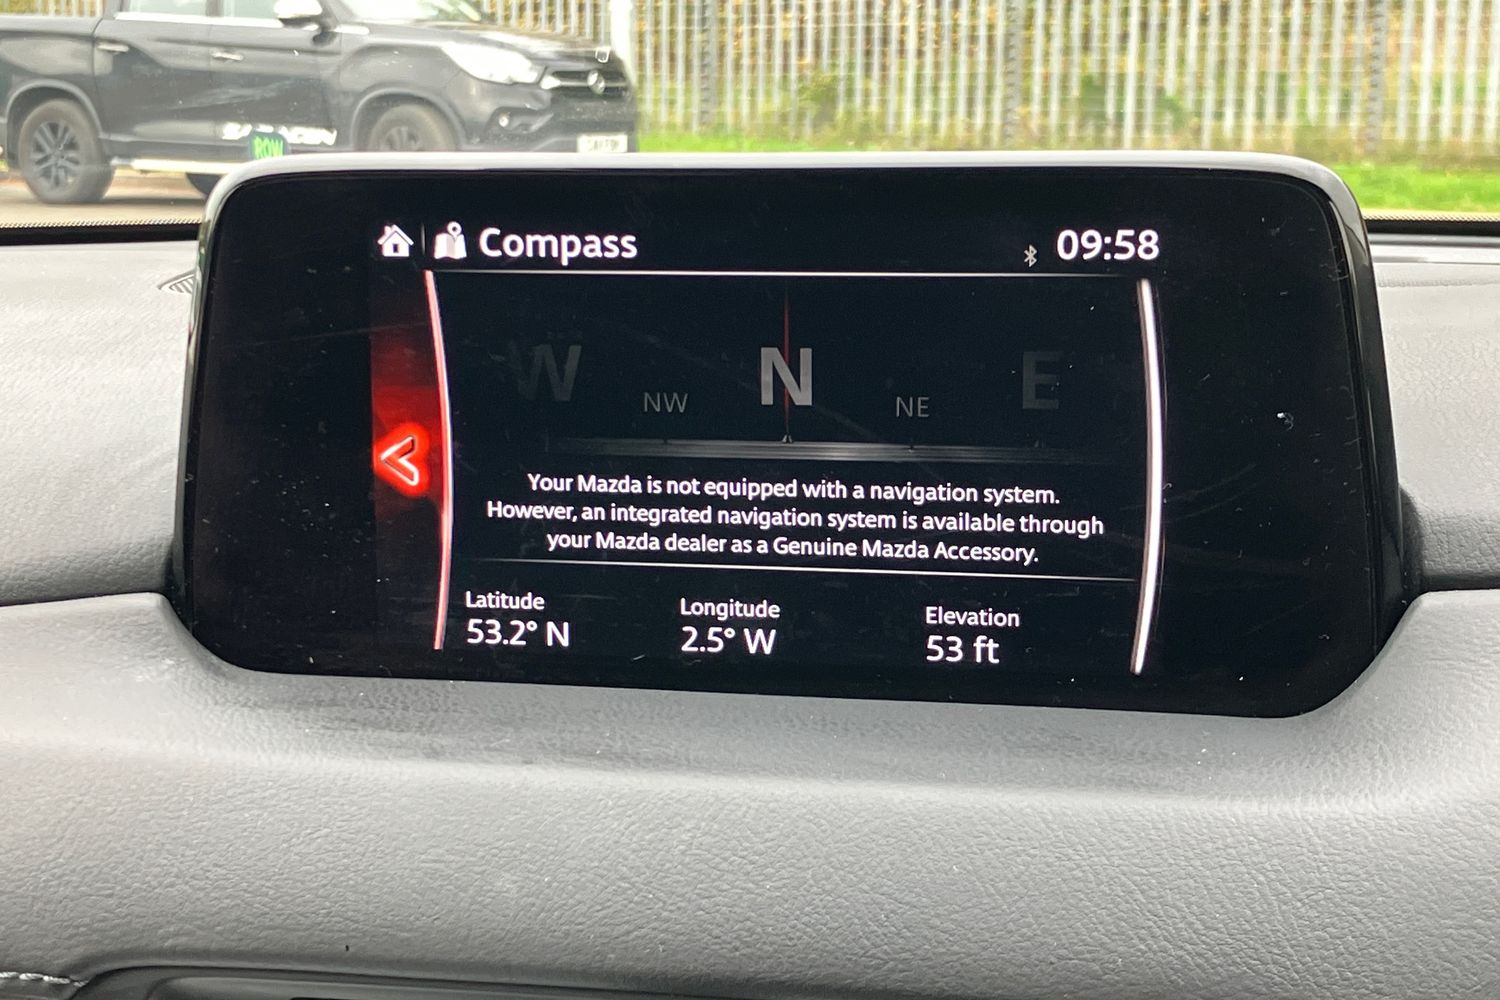 Compass
09:58
W
NW
N
NE
E
Your Mazda is not equipped with a navigation system.
However, an integrated navigation system is available through
your Mazda dealer as a Genuine Mazda Accessory.
Latitude
Longitude
Elevation
53.2° N
2.5° W
53 ft